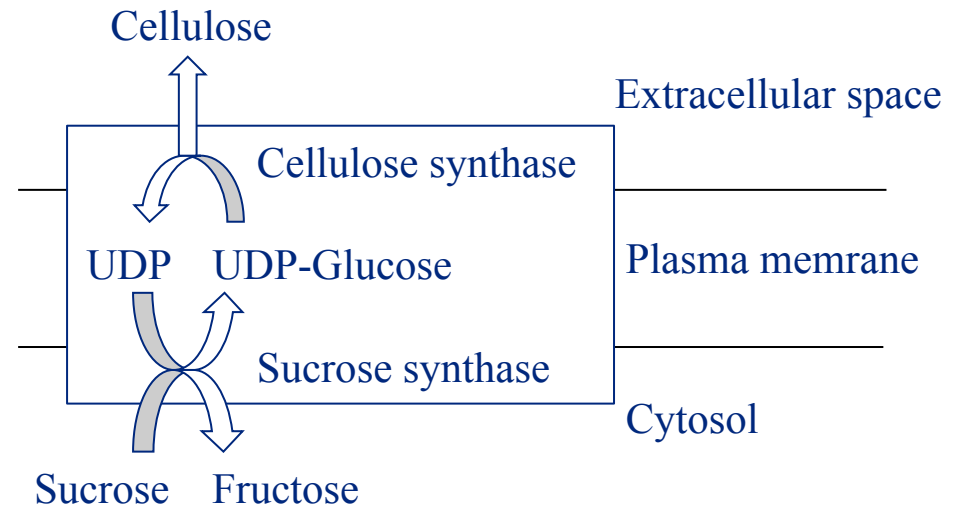 Cellulose
Extracellular space
Cellulose synthase
UDP UDP-Glucose
Plasma memrane
Sucrose synthase
Cytosol
Sucrose Fructose